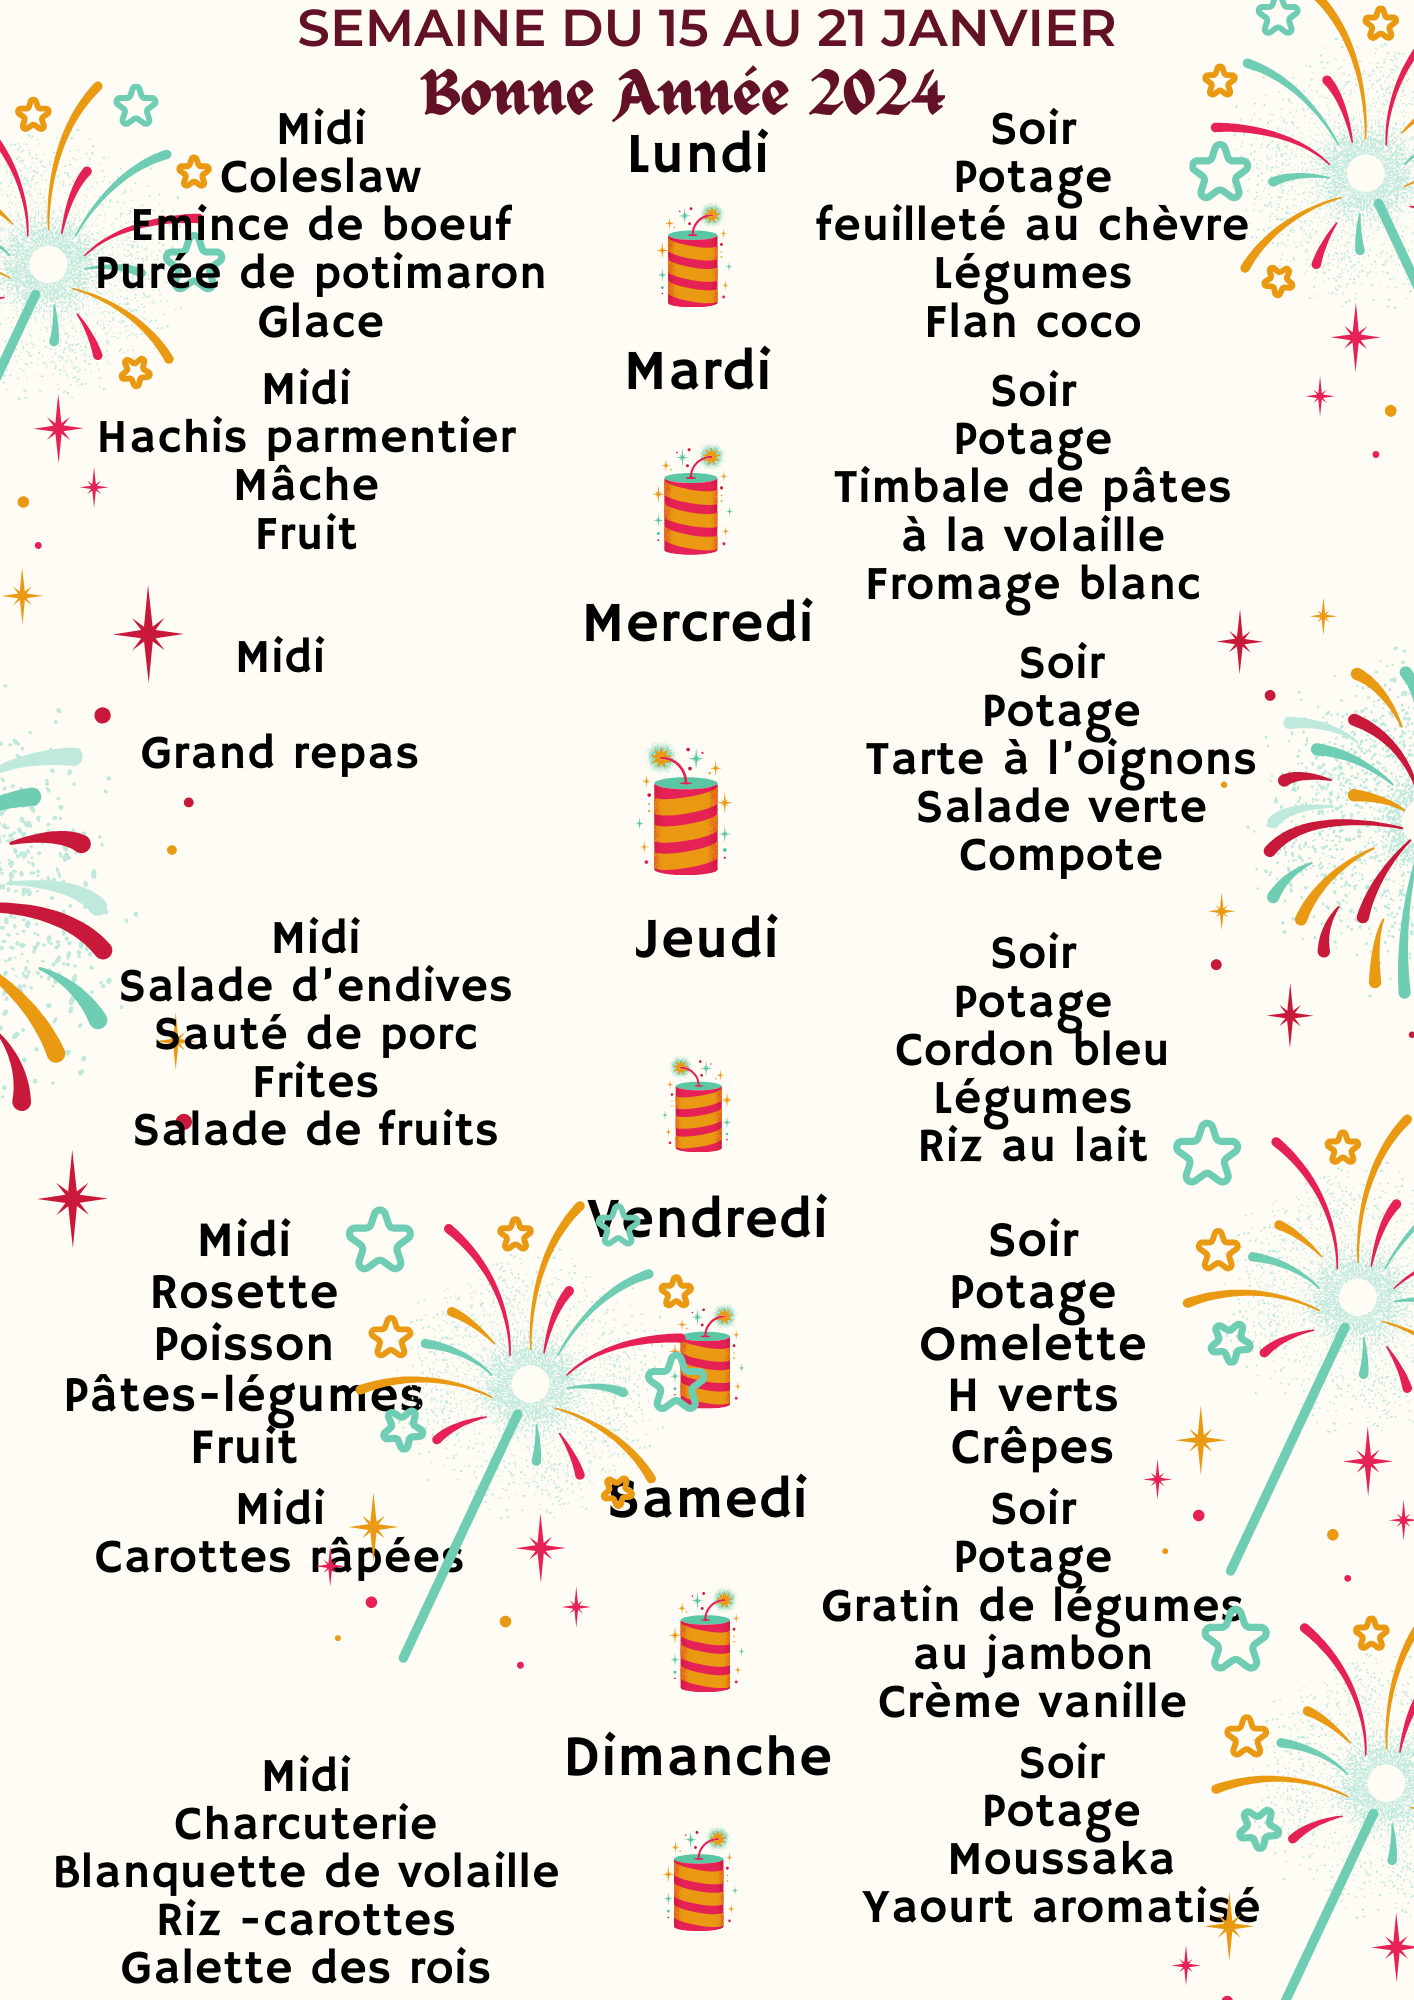 SEMAINE DU 15 AU 21 JANVIER
Bonne Année 2024
Lundi
Midi
Coleslaw
Emince de boeuf
Purée de potimaron
Glace
Soir
Potage
feuilleté au chèvre
Légumes
Flan coco
Mardi
Midi
Hachis parmentier
Mâche
Fruit
Soir
Potage
Timbale de pâtes
à la volaille
Fromage blanc
Mercredi
Midi
Grand repas
Soir
Potage
Tarte à l'oignons
Salade verte
Compote
Jeudi
Midi
Salade d'endives
Sauté de porc
Frites
Salade de fruits
Soir
Potage
Cordon bleu
Légumes
Riz au lait
Vendredi
Midi
Rosette
Poisson
Pâtes-légumes
Fruit
Soir
Potage
Omelette
H verts
Crêpes
Samedi
Midi
Carottes râpées
Soir
Potage
Gratin de légumes
au jambon
Crème vanille
Dimanche
Midi
Charcuterie
Blanquette de volaille
Riz -carottes
Galette des rois
Soir
Potage
Moussaka
Yaourt aromatisé